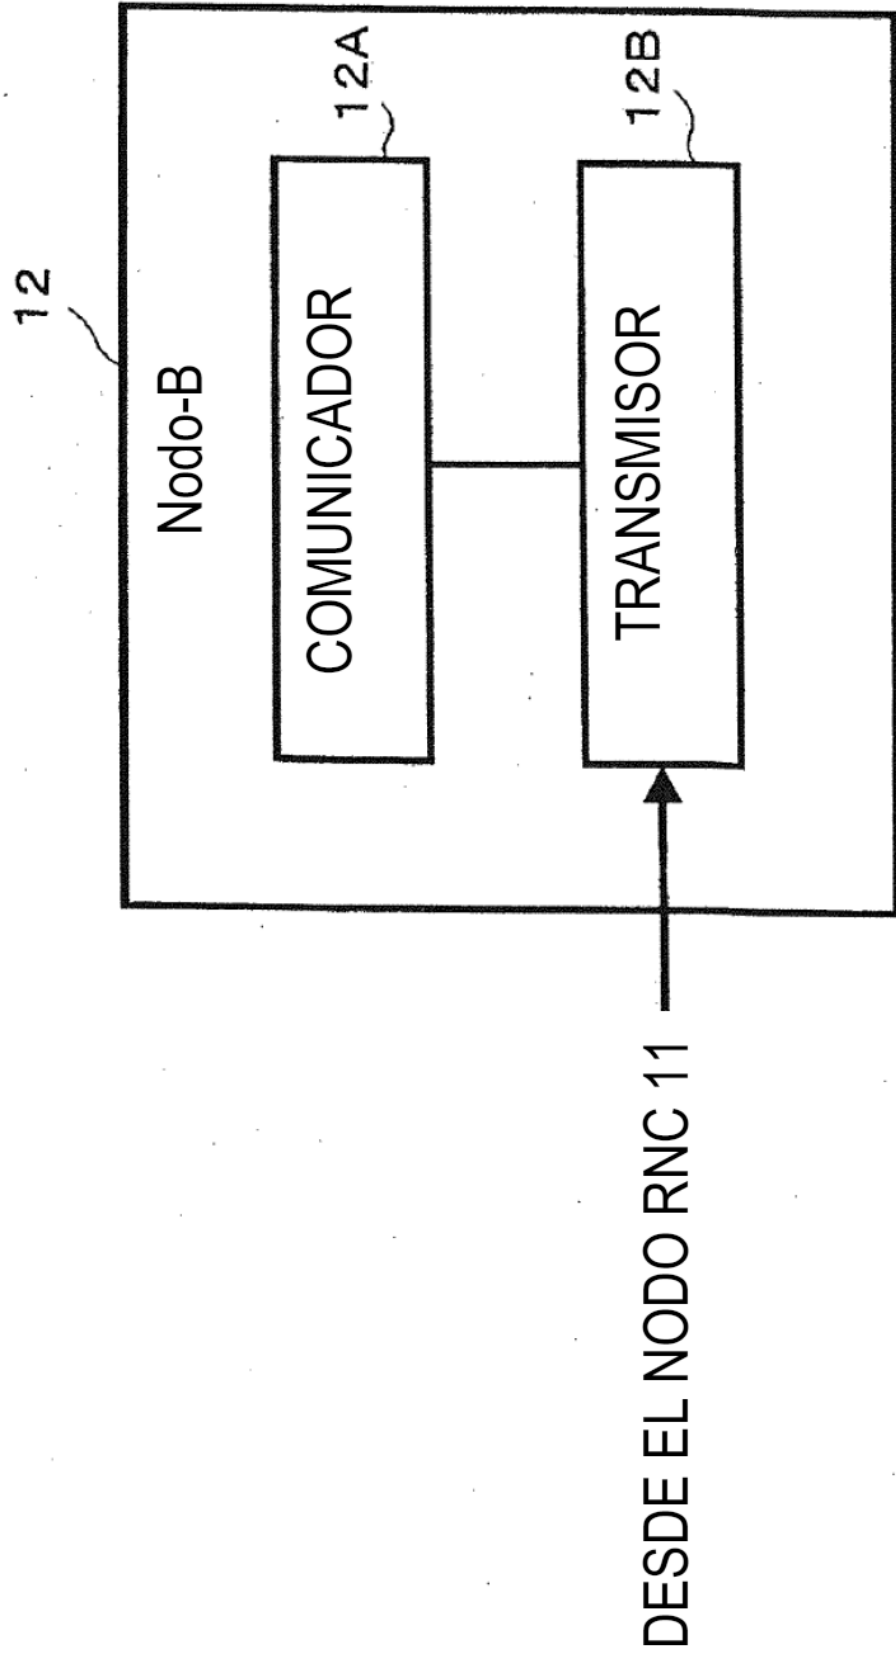 12
Nodo-B
COMUNICADOR
12A
TRANSMISOR
12B
DESDE EL NODO RNC 11